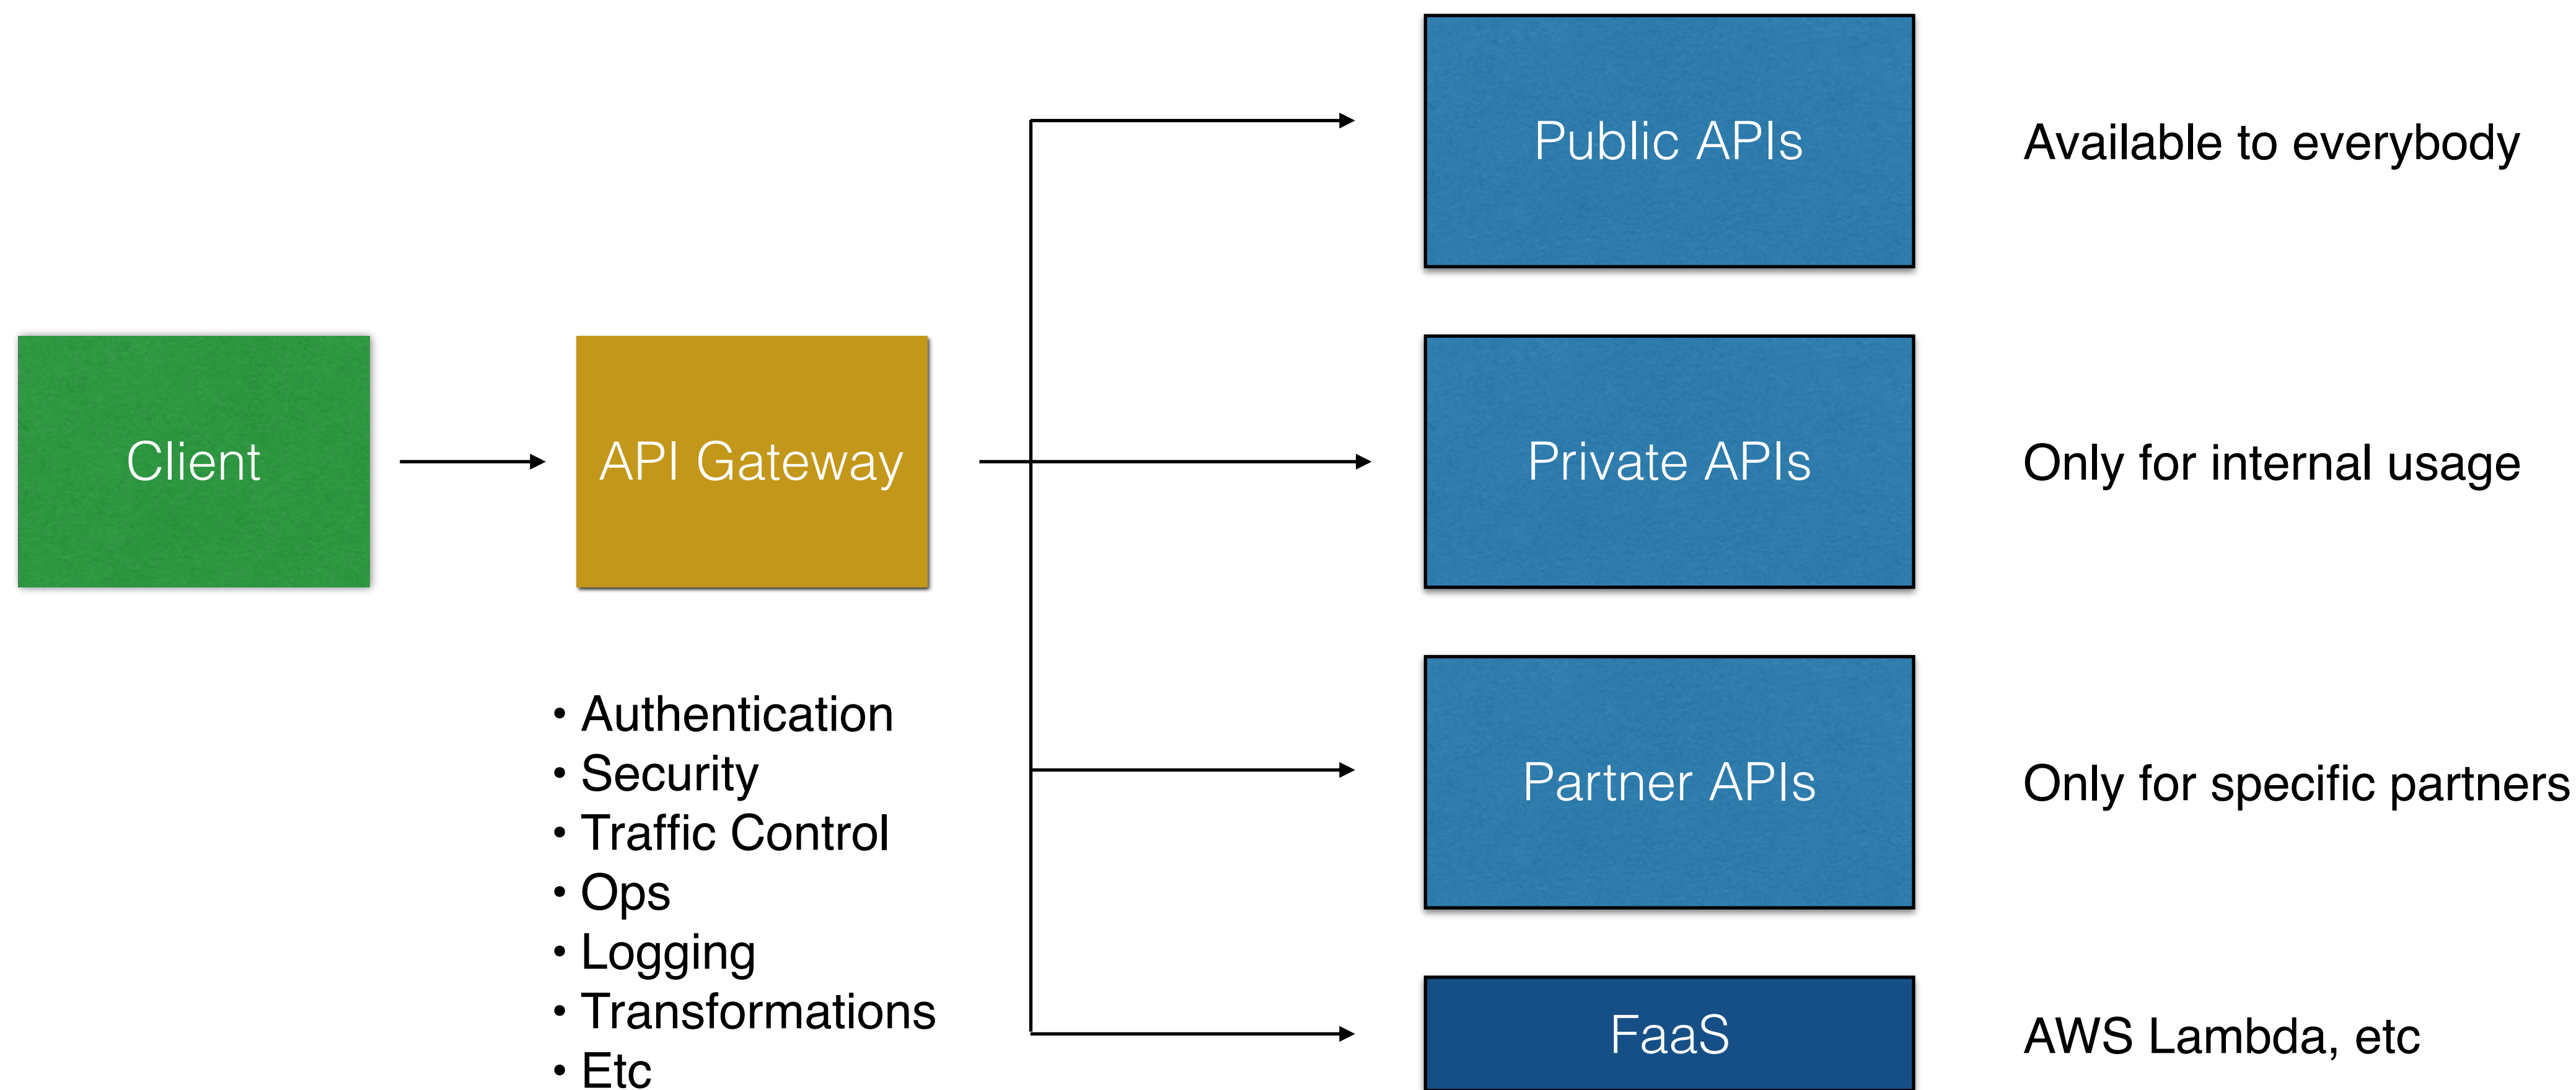 Public APIs
Available to everybody
Client
API Gateway
Private APIs
Only for internal usage
• Authentication
• Security
• Traffic Control
• Ops
• Logging
• Transformations
• Etc
Partner APIs
Only for specific partners
FaaS
AWS Lambda, etc